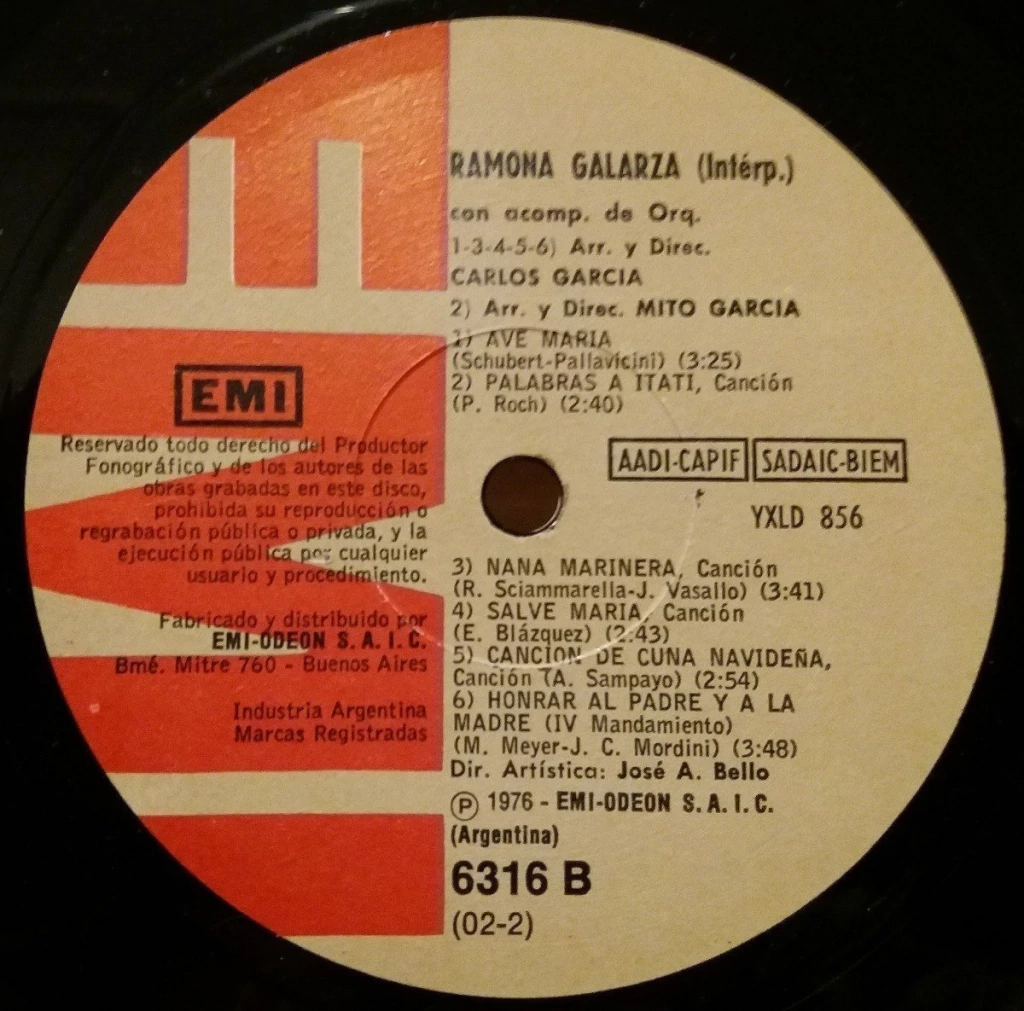 EMI
EMI
Reservado todo derecho del Productor
Fonográfico y de los autores de las
obras grabadas en este disco,
prohibida su reproducción o
regrabación pública o privada, y la
ejecución pública por cualquier
usuario y procedimiento.
Fabricado y distribuido por
EMI-ODEON S. A. I. C.
Bmé. Mitre 760 - Buenos Aires
Industria Argentina
Marcas Registradas
RAMONA GALARZA (Intérp.)
con acomp. de Orq.
1-3-4-5-6) Arr. y Direc.
CARLOS GARCIA
2) Arr. y Direc. MITO GARCIA
1) AVE MARIA
(Schubert-Pallavicini) (3:25)
2) PALABRAS A ITATI, Canción
(P. Roch) (2:40)
AADI-CAPIF SADAIC-BIEM
YXLD 856
3) NANA MARINERA, Canción
(R. Sciammarella-J. Vasallo) (3:41)
4) SALVE MARIA, Canción
(E. Blázquez) (2:43)
5) CANCION DE CUNA NAVIDEÑA,
Canción (A. Sampayo) (2:54)
6) HONRAR AL PADRE Y A LA
MADRE (IV Mandamiento)
(M. Meyer-J. C. Mordini) (3:48)
Dir. Artística: José A. Bello
Ⓟ 1976 - EMI-ODEON S. A. I. C.
(Argentina)
6316 B
(02-2)